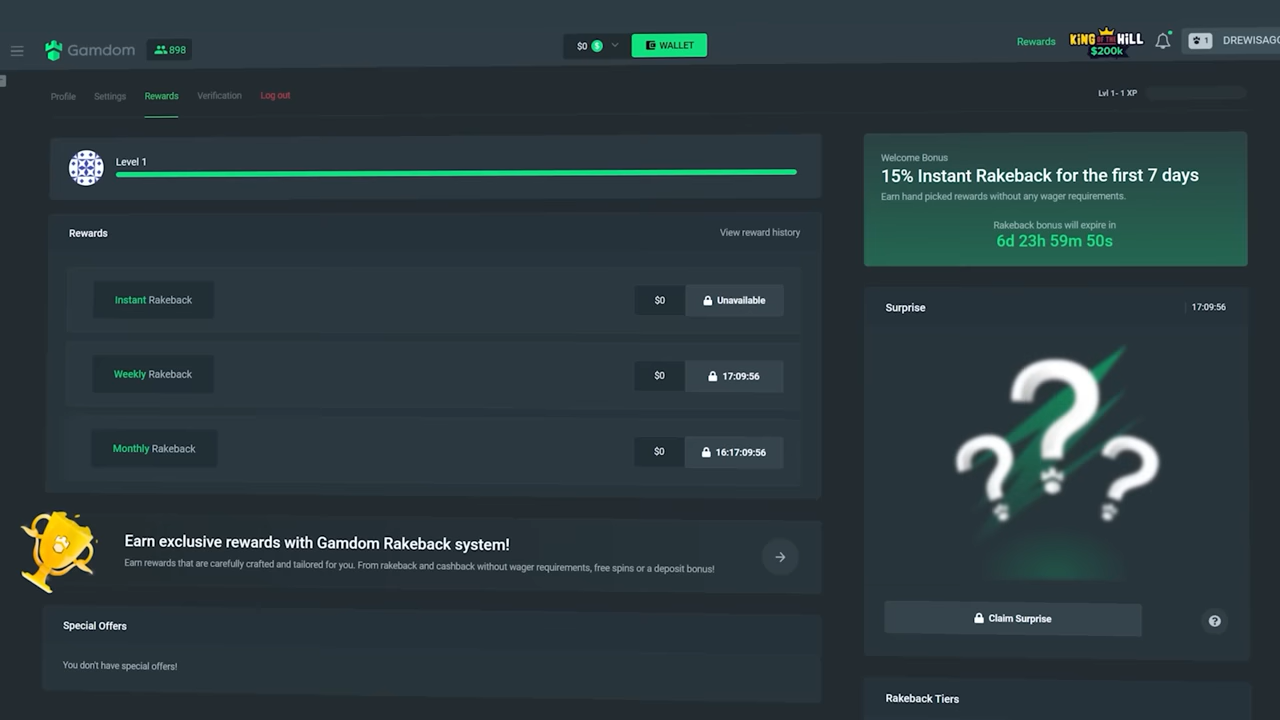 Gamdom
898
$0
WALLET
Rewards
KING OF THE HILL
$200k
1
Profile
Settings
Rewards
Verification
Log out
Lvl 1- 1 XP
Level 1
Rewards
View reward history
Instant Rakeback
$0
Unavailable
Weekly Rakeback
$0
17:09:56
Monthly Rakeback
$0
16:17:09:56
Earn exclusive rewards with Gamdom Rakeback system!
Earn rewards that are carefully crafted and tailored for you. From rakeback and cashback without wager requirements, free spins or a deposit bonus!
Special Offers
You don't have special offers!
Welcome Bonus
15% Instant Rakeback for the first 7 days
Earn hand picked rewards without any wager requirements.
Rakeback bonus will expire in
6d 23h 59m 50s
Surprise
17:09:56
???
Claim Surprise
?
Rakeback Tiers